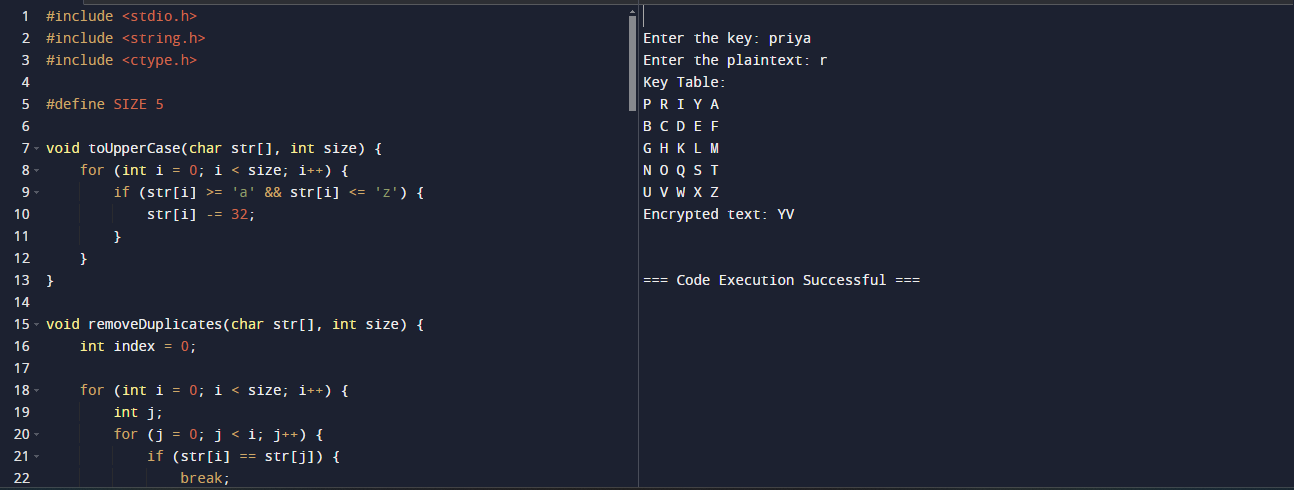 1 #include <stdio.h>
2 #include <string.h>
3 #include <ctype.h>
4
5 #define SIZE 5
6
7 void toUpperCase(char str[], int size) {
8     for (int i = 0; i < size; i++) {
9         if (str[i] >= 'a' && str[i] <= 'z') {
10             str[i] -= 32;
11         }
12     }
13 }
14
15 void removeDuplicates(char str[], int size) {
16     int index = 0;
17
18     for (int i = 0; i < size; i++) {
19         int j;
20         for (j = 0; j < i; j++) {
21             if (str[i] == str[j]) {
22                 break;
Enter the key: priya
Enter the plaintext: r
Key Table:
P R I Y A
B C D E F
G H K L M
N O Q S T
U V W X Z
Encrypted text: YV
=== Code Execution Successful ===